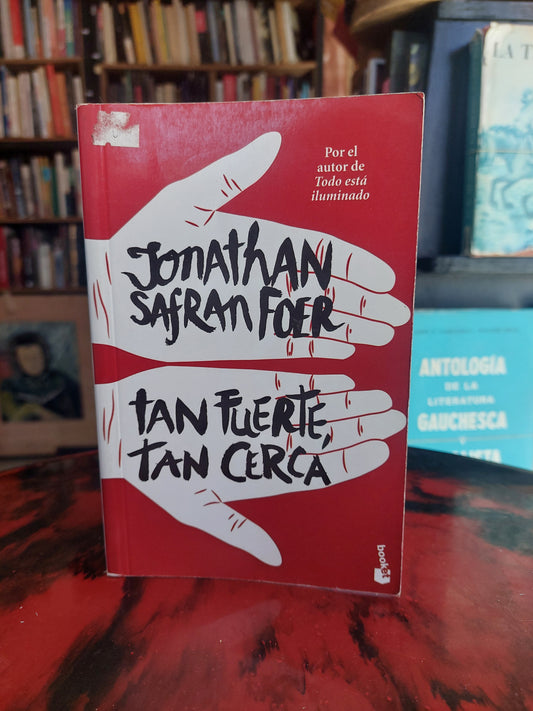 Por el
autor de
Todo está
iluminado
JONATHAN
SAFRAN FOER
TAN FUERTE,
TAN CERCA
booket
LA T
ANTOLOGÍA
DE LA
LITERATURA
GAUCHESCA
Y